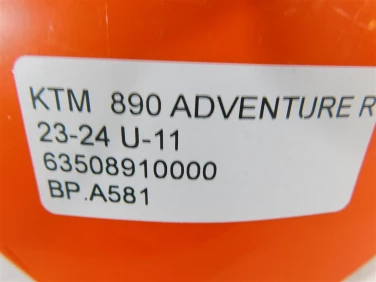 KTM 890 ADVENTURE R
23-24 U-11
63508910000
BP.A581